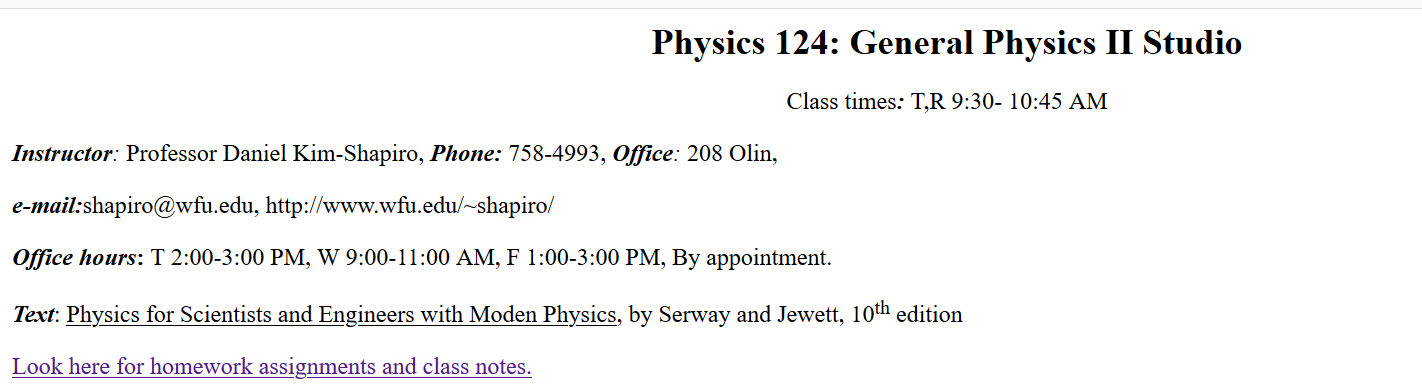 Physics 124: General Physics II Studio
Class times: T,R 9:30- 10:45 AM
Instructor: Professor Daniel Kim-Shapiro, Phone: 758-4993, Office: 208 Olin,
e-mail:shapiro@wfu.edu, http://www.wfu.edu/~shapiro/
Office hours: T 2:00-3:00 PM, W 9:00-11:00 AM, F 1:00-3:00 PM, By appointment.
Text: Physics for Scientists and Engineers with Moden Physics, by Serway and Jewett, 10th edition
Look here for homework assignments and class notes.